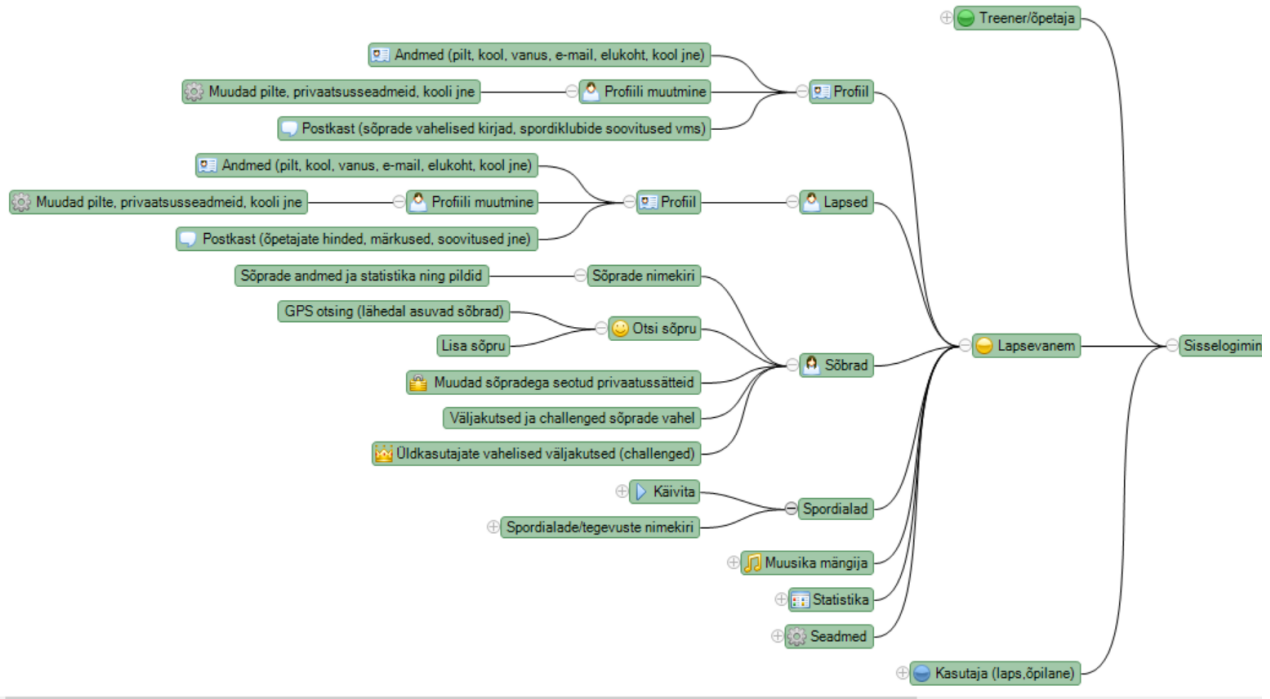 Treener/õpetaja
Andmed (pilt, kool, vanus, e-mail, elukoht, kool jne)
Muudad pilte, privaatsusseadmeid, kooli jne
Profiili muutmine
Profiil
Postkast (sõprade vahelised kirjad, spordiklubide soovitused vms)
Andmed (pilt, kool, vanus, e-mail, elukoht, kool jne)
Muudad pilte, privaatsusseadmeid, kooli jne
Profiili muutmine
Profiil
Lapsed
Postkast (õpetajate hinded, märkused, soovitused jne)
Sõprade andmed ja statistika ning pildid
Sõprade nimekiri
GPS otsing (lähedal asuvad sõbrad)
Otsi sõpru
Lisa sõpru
Lapsevanem
Sisselogimin
Sõbrad
Muudad sõpradega seotud privaatussätteid
Väljakutsed ja challenged sõprade vahel
Üldkasutajate vahelised väljakutsed (challenged)
Käivita
Spordialad
Spordialade/tegevuste nimekiri
Muusika mängija
Statistika
Seadmed
Kasutaja (laps,õpilane)